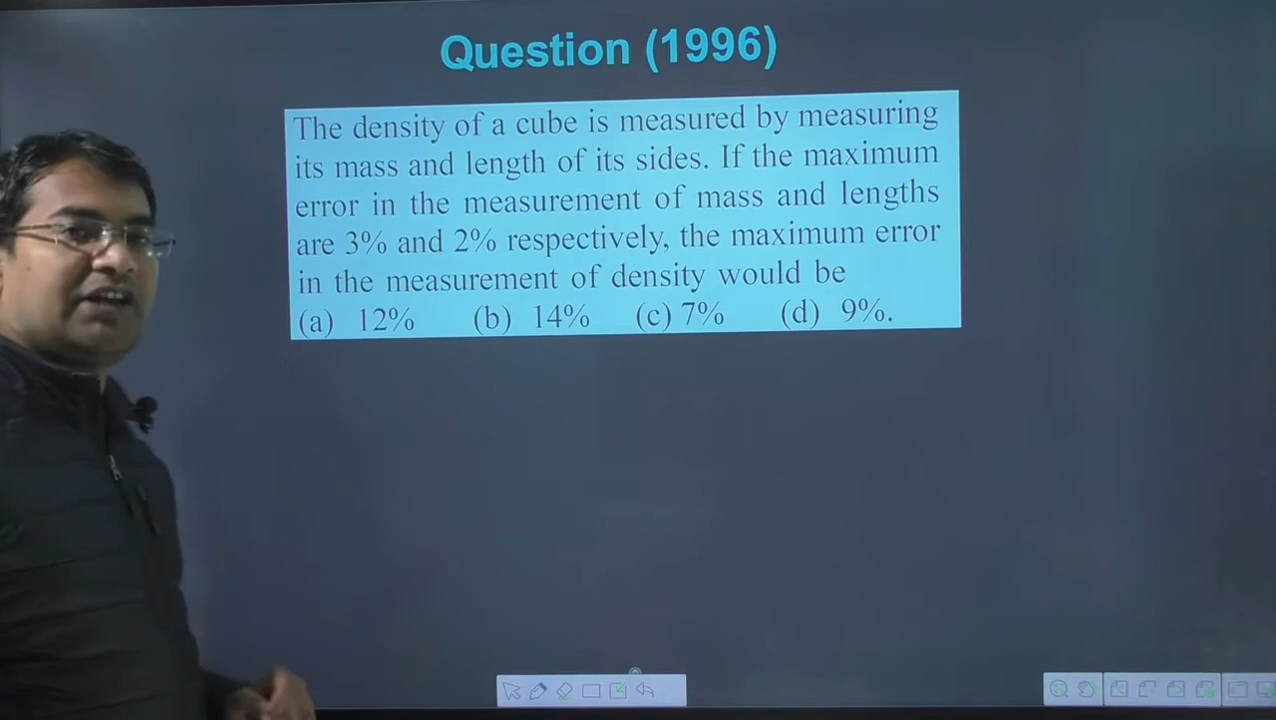 Question (1996)
The density of a cube is measured by measuring
its mass and length of its sides. If the maximum
error in the measurement of mass and lengths
are 3% and 2% respectively, the maximum error
in the measurement of density would be
(a) 12% (b) 14% (c) 7% (d) 9%.